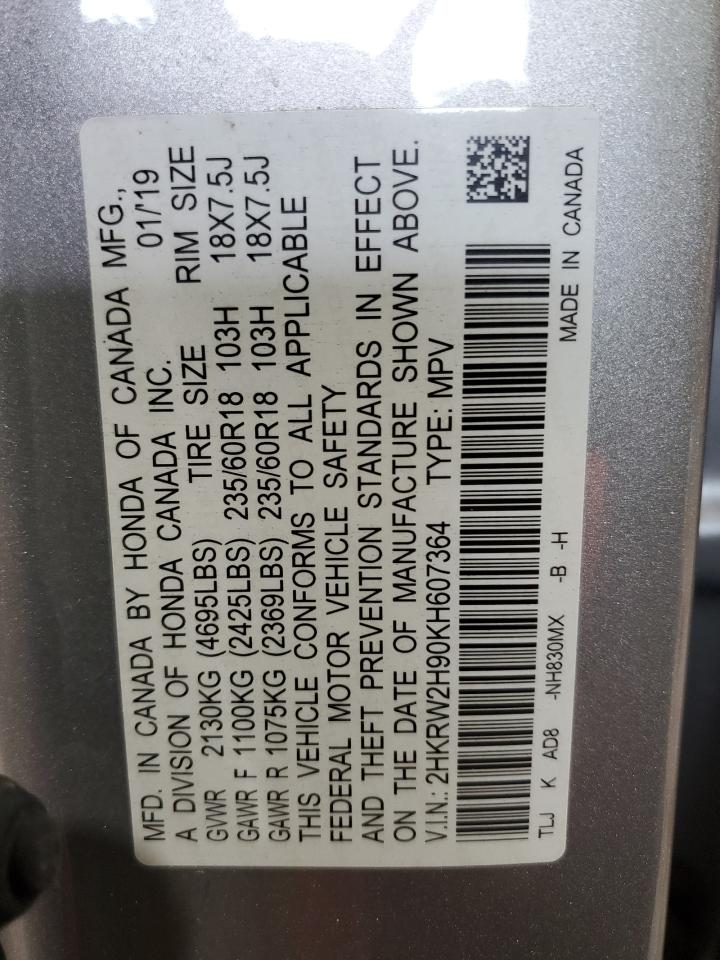 MFD. IN CANADA BY HONDA OF CANADA MFG.,
A DIVISION OF HONDA CANADA INC. 01/'19
GVWR 2130KG (4695LBS) TIRE SIZE RIM SIZE
GAWR F 1100KG (2425LBS) 235/60R18 103H 18X7.5J
GAWR R 1075KG (2369LBS) 235/60R18 103H 18X7.5J
THIS VEHICLE CONFORMS TO ALL APPLICABLE
FEDERAL MOTOR VEHICLE SAFETY
AND THEFT PREVENTION STANDARDS IN EFFECT
ON THE DATE OF MANUFACTURE SHOWN ABOVE.
V.I.N.: 2HKRW2H90KH607364 TYPE: MPV
TLJ K AD8 -NH830MX -B -H
MADE IN CANADA